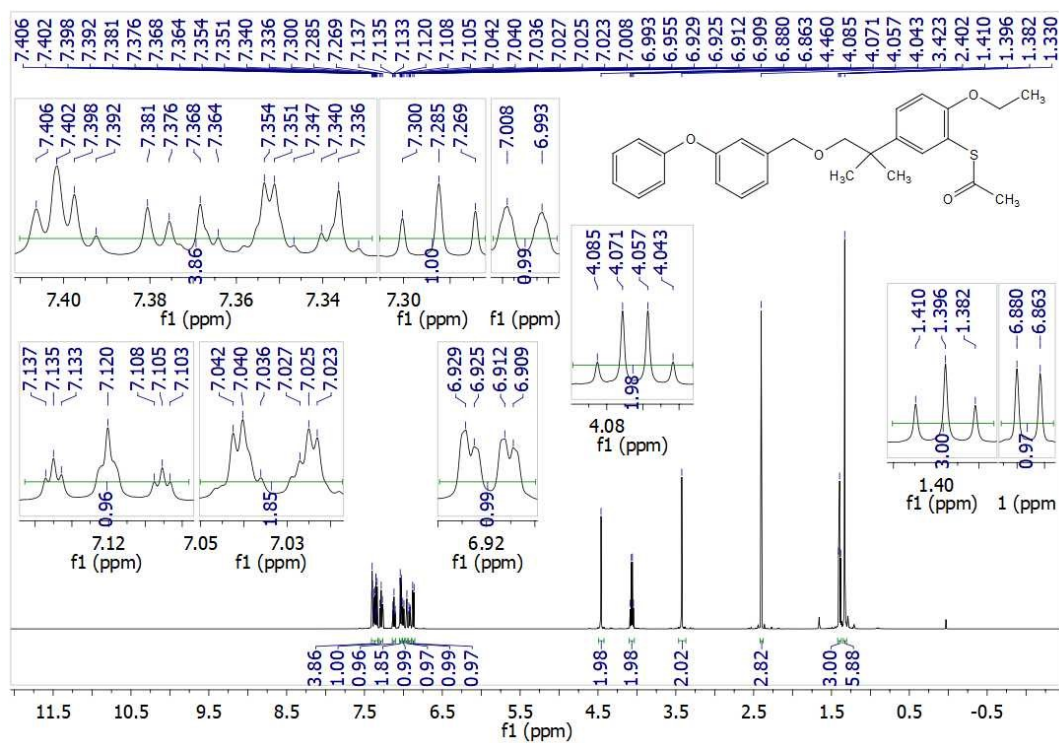 7.406 7.402 7.398 7.392 7.381 7.376 7.368 7.364 7.354 7.351 7.340 7.336 7.300 7.285 7.269 7.137 7.135 7.133 7.120 7.108 7.105 7.042 7.040 7.036 7.027 7.025 7.023 7.008 6.993 6.955 6.929 6.925 6.912 6.909 6.880 6.863 4.460 4.085 4.071 4.057 4.043 3.423 2.402 1.410 1.396 1.382 1.330
O
O
H₃C CH₃
O CH₃
S
O CH₃
7.406 7.402 7.398 7.392 7.381 7.376 7.368 7.364 7.354 7.351 7.347 7.340 7.336
3.86
7.40 7.38 7.36 7.34
f1 (ppm)
7.300 7.285 7.269
1.00
7.30
f1 (ppm)
7.008 6.993
0.99
f1 (ppm)
4.085 4.071 4.057 4.043
1.98
4.08
f1 (ppm)
1.410 1.396 1.382
3.00
1.40
f1 (ppm)
6.880 6.863
0.97
1 (ppm
7.137 7.135 7.133 7.120 7.108 7.105 7.103
0.96
7.12
f1 (ppm)
7.042 7.040 7.036 7.027 7.025 7.023
1.85
7.05 7.03
f1 (ppm)
6.929 6.925 6.912 6.909
0.99
6.92
f1 (ppm)
3.86 1.00 0.96 1.85 0.99 0.97 0.99 0.97 1.98 1.98 2.02 2.82 3.00 5.88
11.5 10.5 9.5 8.5 7.5 6.5 5.5 4.5 3.5 2.5 1.5 0.5 -0.5
f1 (ppm)